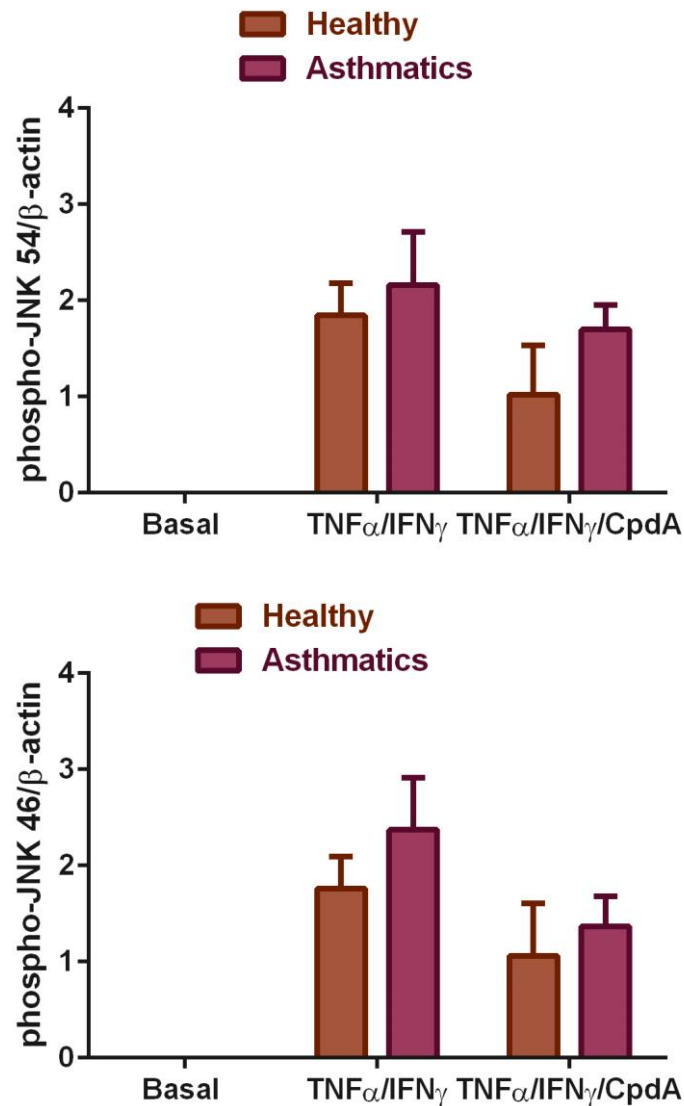 Healthy
Asthmatics
phospho-JNK 54/β-actin
4
3
2
1
0
Basal TNFα/IFNγ TNFα/IFNγ/CpdA
Healthy
Asthmatics
phospho-JNK 46/β-actin
4
3
2
1
0
Basal TNFα/IFNγ TNFα/IFNγ/CpdA